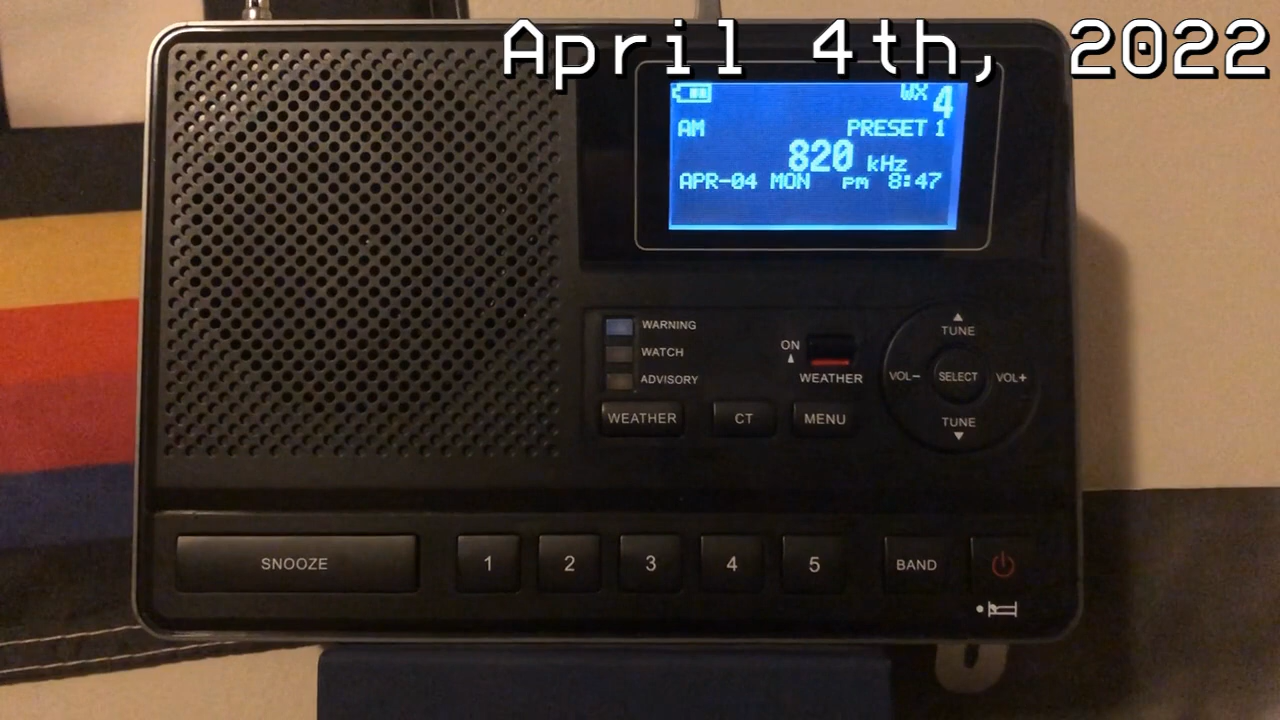 April 4th, 2022
WX 4
AM PRESET 1
820 kHz
APR-04 MON pm 8:47
WARNING
WATCH
ADVISORY
ON
WEATHER
TUNE
VOL-
SELECT
VOL+
TUNE
WEATHER
CT
MENU
SNOOZE
1
2
3
4
5
BAND